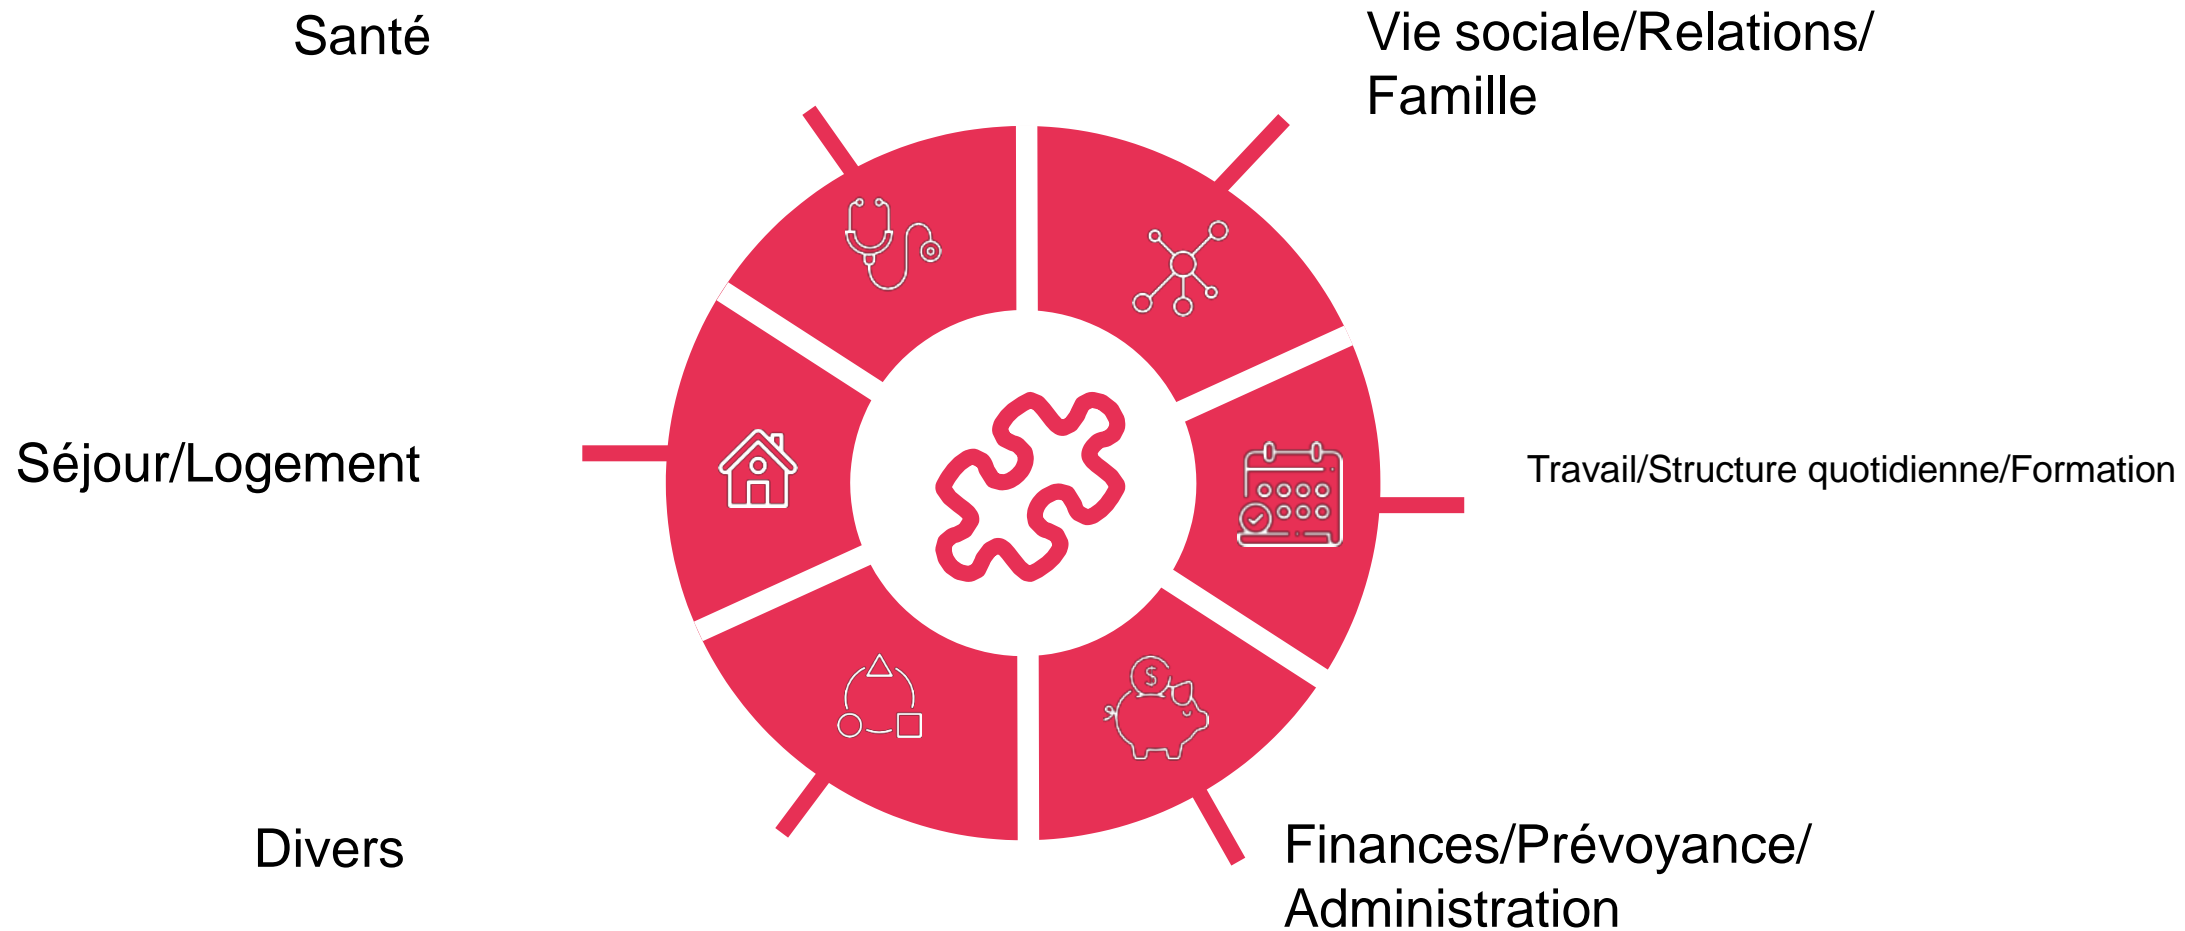 Santé
Vie sociale/Relations/
Famille
Séjour/Logement
Travail/Structure quotidienne/Formation
$
Divers
Finances/Prévoyance/
Administration